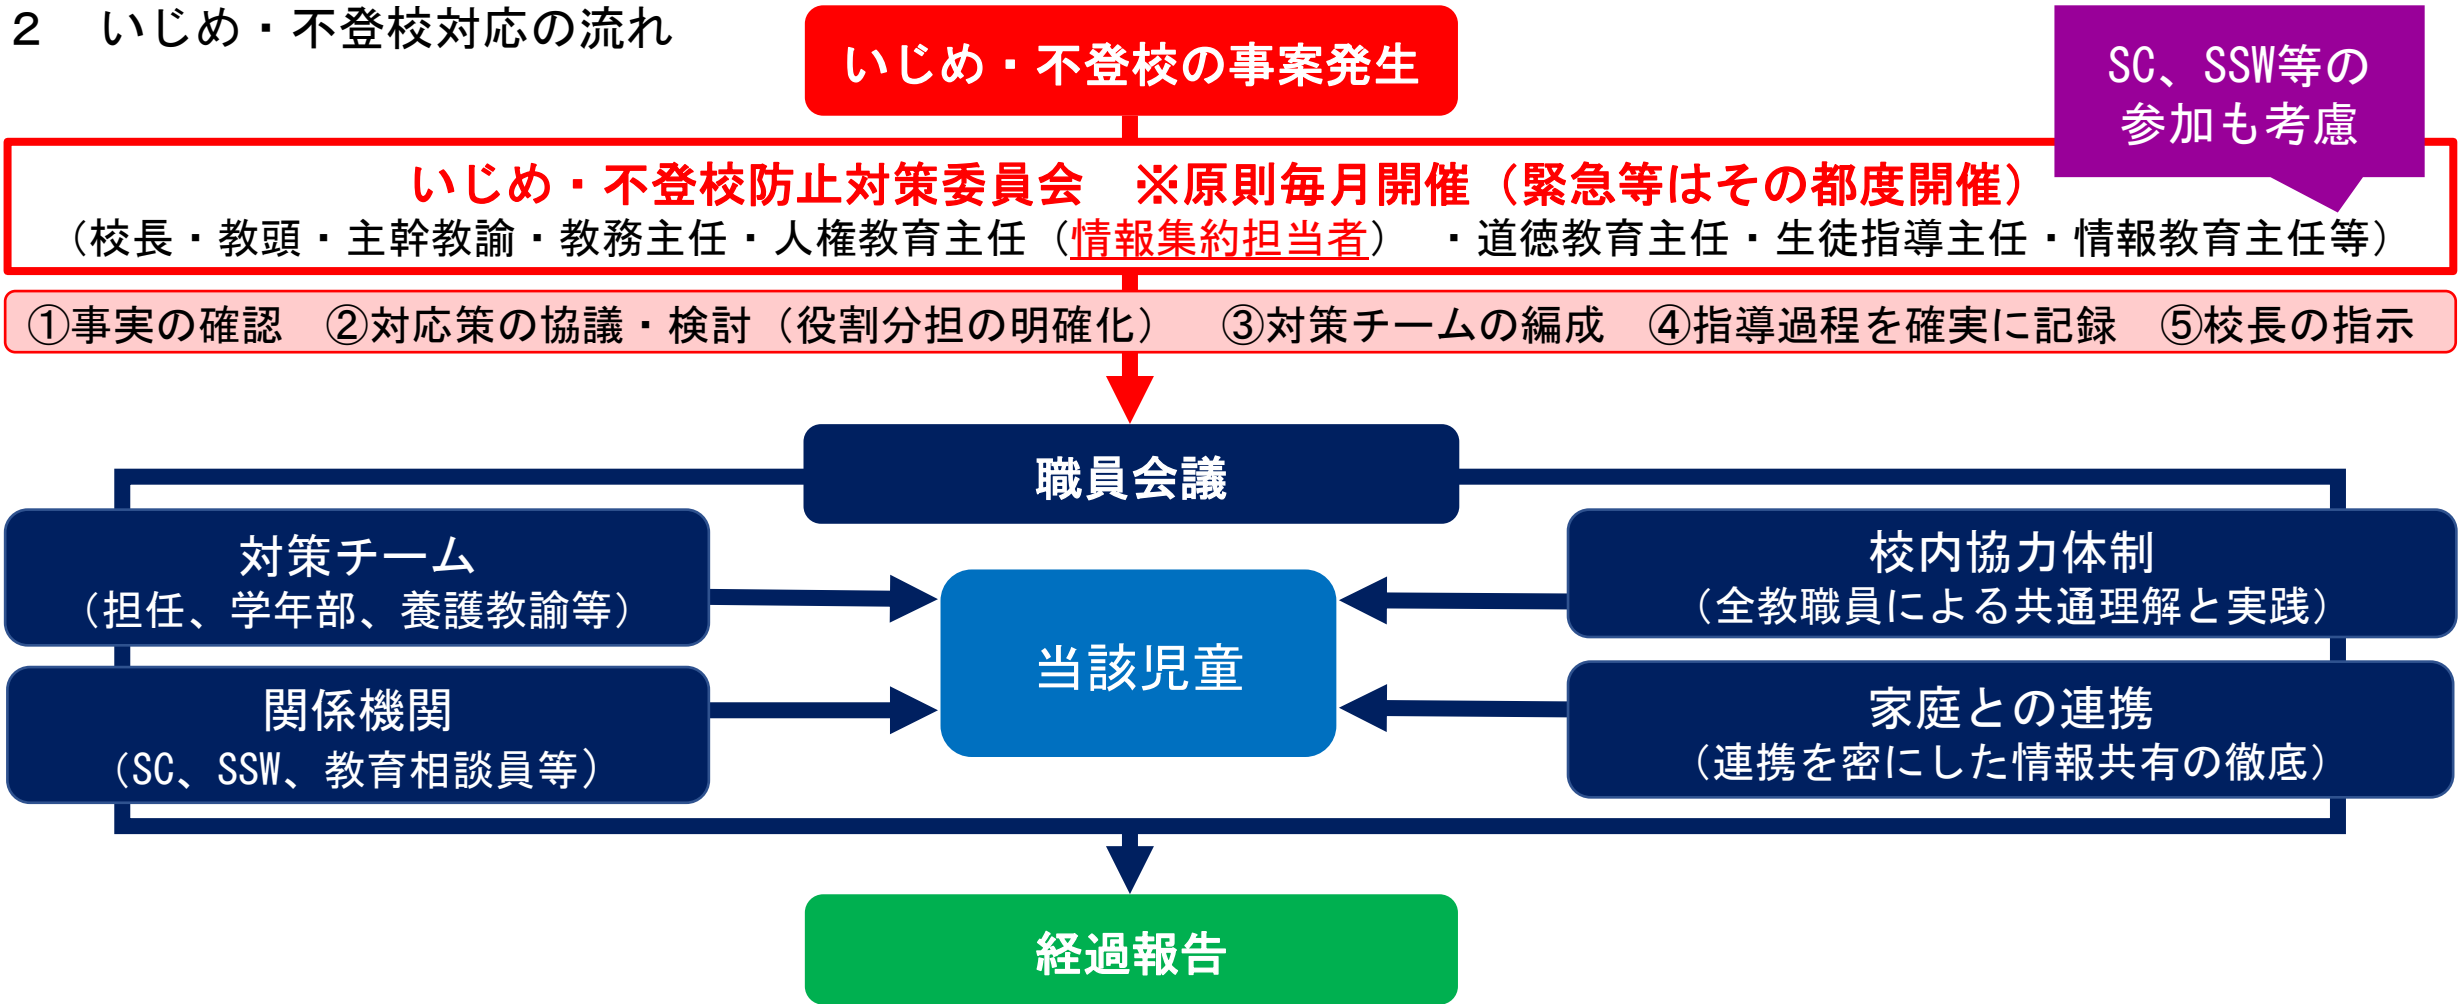 ２　いじめ・不登校対応の流れ
いじめ・不登校の事案発生
SC、SSW等の
参加も考慮
いじめ・不登校防止対策委員会　※原則毎月開催（緊急等はその都度開催）
（校長・教頭・主幹教諭・教務主任・人権教育主任（情報集約担当者）　・道徳教育主任・生徒指導主任・情報教育主任等）
①事実の確認　②対応策の協議・検討（役割分担の明確化）　③対策チームの編成　④指導過程を確実に記録　⑤校長の指示
職員会議
対策チーム
（担任、学年部、養護教諭等）
校内協力体制
（全教職員による共通理解と実践）
当該児童
関係機関
（SC、SSW、教育相談員等）
家庭との連携
（連携を密にした情報共有の徹底）
経過報告